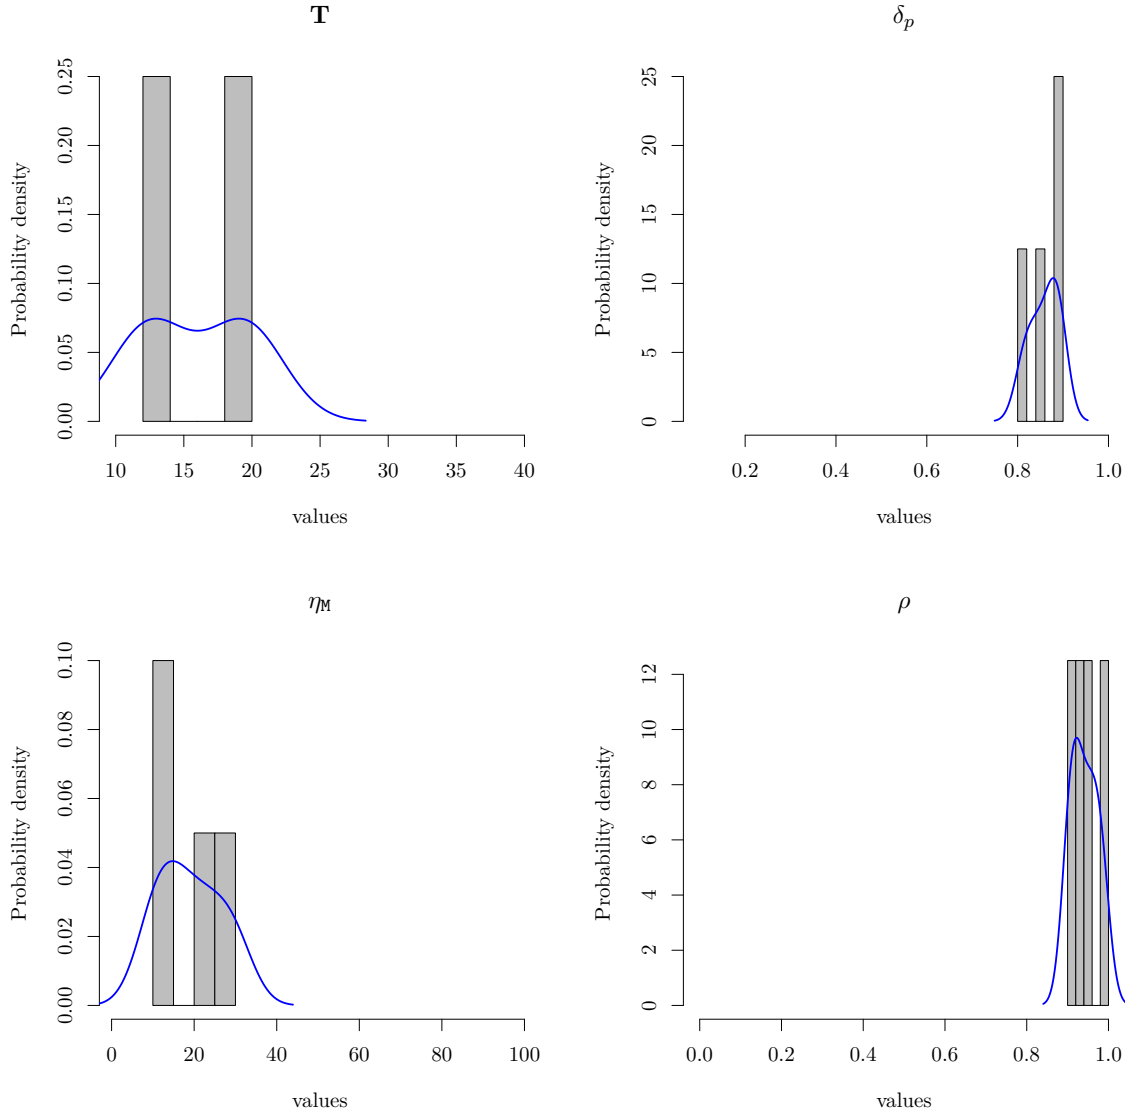 T
Probability density
0.00 0.05 0.10 0.15 0.20 0.25
10 15 20 25 30 35 40
values
δp
Probability density
0 5 10 15 20 25
0.2 0.4 0.6 0.8 1.0
values
ηM
Probability density
0.00 0.02 0.04 0.06 0.08 0.10
0 20 40 60 80 100
values
ρ
Probability density
0 2 4 6 8 10 12
0.0 0.2 0.4 0.6 0.8 1.0
values